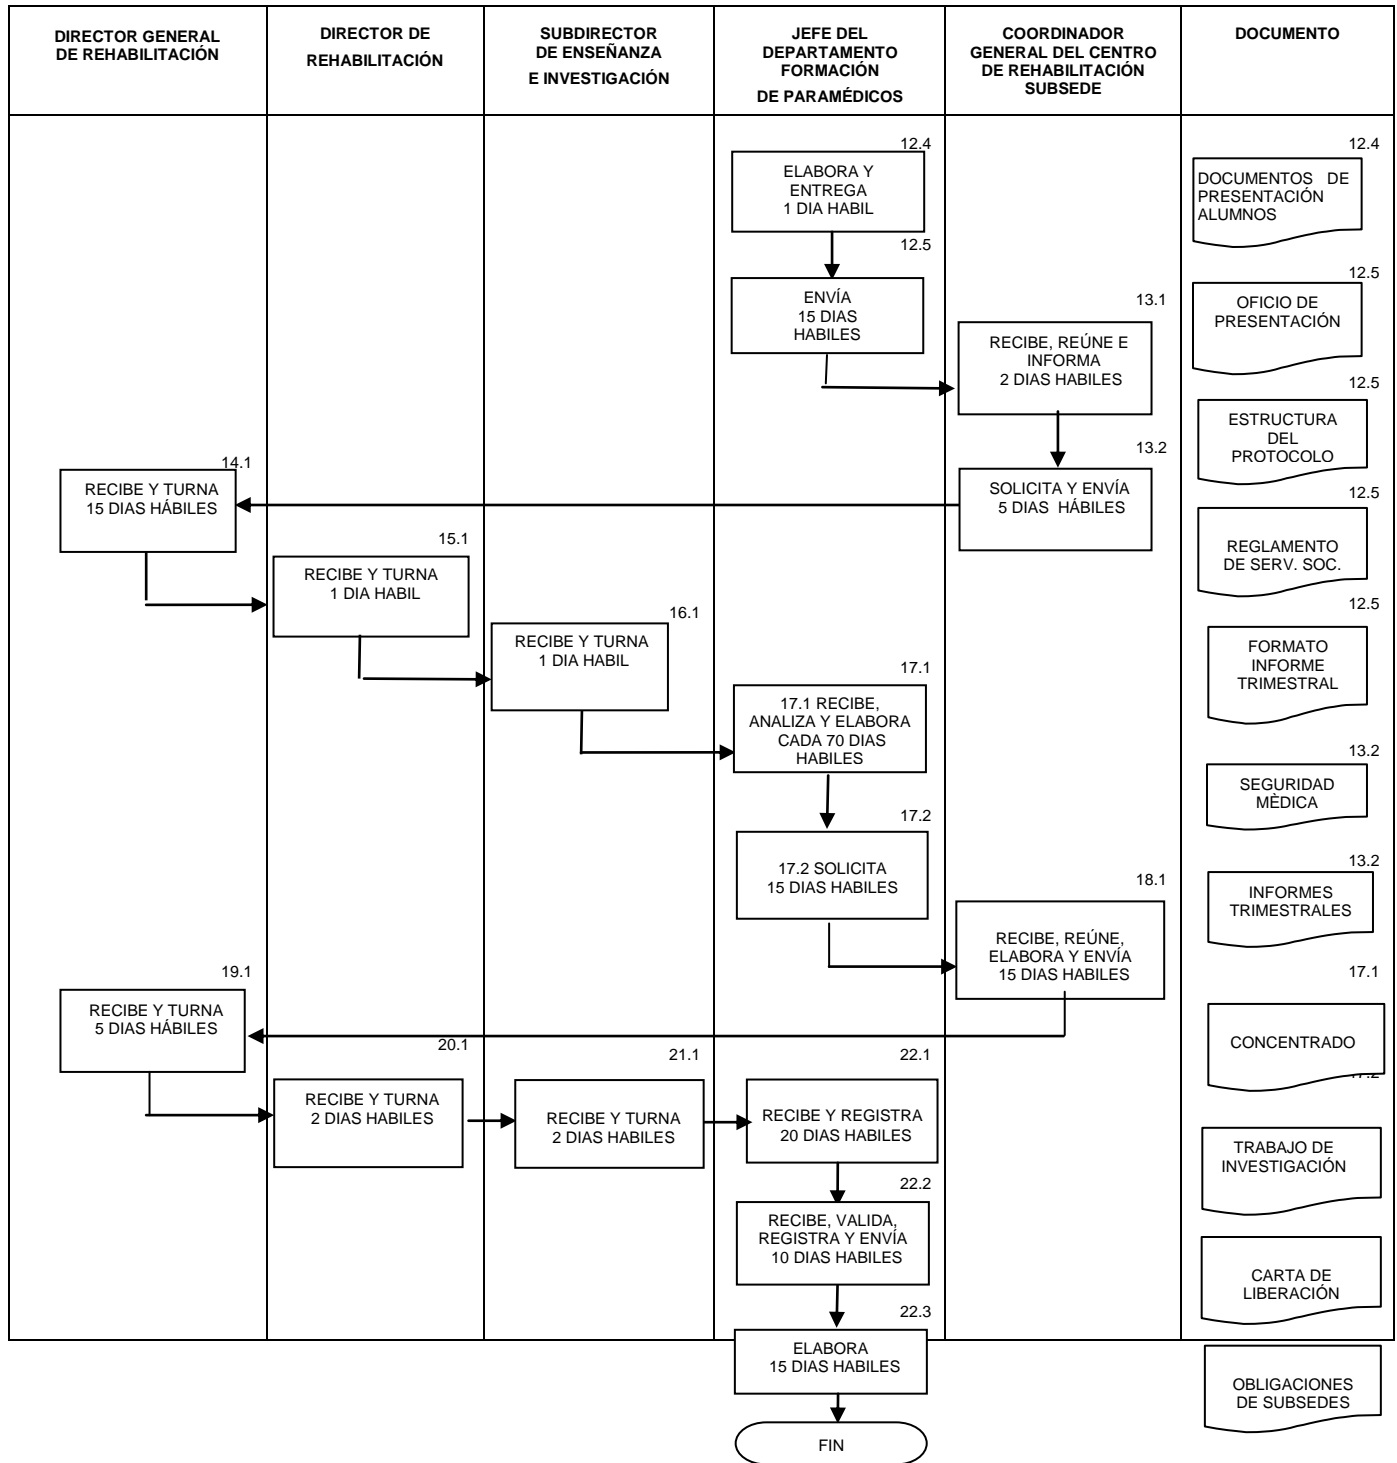 DIRECTOR GENERAL
DE REHABILITACIÓN
DIRECTOR DE
REHABILITACIÓN
SUBDIRECTOR
DE ENSEÑANZA
E INVESTIGACIÓN
JEFE DEL
DEPARTAMENTO
FORMACIÓN
DE PARAMÉDICOS
COORDINADOR
GENERAL DEL CENTRO
DE REHABILITACIÓN
SUBSEDE
DOCUMENTO
12.4
ELABORA Y
ENTREGA
1 DIA HABIL
12.4
DOCUMENTOS DE
PRESENTACIÓN
ALUMNOS
12.5
ENVÍA
15 DIAS
HABILES
12.5
OFICIO DE
PRESENTACIÓN
13.1
RECIBE, REÚNE E
INFORMA
2 DIAS HABILES
12.5
ESTRUCTURA
DEL
PROTOCOLO
13.2
SOLICITA Y ENVÍA
5 DIAS HÁBILES
14.1
RECIBE Y TURNA
15 DIAS HÁBILES
12.5
REGLAMENTO
DE SERV. SOC.
15.1
RECIBE Y TURNA
1 DIA HABIL
16.1
RECIBE Y TURNA
1 DIA HABIL
12.5
FORMATO
INFORME
TRIMESTRAL
17.1
17.1 RECIBE,
ANALIZA Y ELABORA
CADA 70 DIAS
HABILES
13.2
SEGURIDAD
MÈDICA
17.2
17.2 SOLICITA
15 DIAS HABILES
13.2
INFORMES
TRIMESTRALES
18.1
RECIBE, REÚNE,
ELABORA Y ENVÍA
15 DIAS HABILES
19.1
RECIBE Y TURNA
5 DIAS HÁBILES
17.1
CONCENTRADO
20.1
RECIBE Y TURNA
2 DIAS HABILES
21.1
RECIBE Y TURNA
2 DIAS HABILES
22.1
RECIBE Y REGISTRA
20 DIAS HABILES
TRABAJO DE
INVESTIGACIÓN
22.2
RECIBE, VALIDA,
REGISTRA Y ENVÍA
10 DIAS HABILES
CARTA DE
LIBERACIÓN
22.3
ELABORA
15 DIAS HABILES
OBLIGACIONES
DE SUBSEDES
FIN